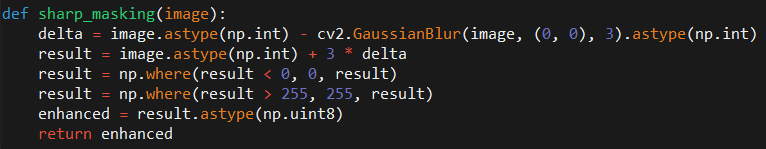 def sharp_masking(image):
    delta = image.astype(np.int) - cv2.GaussianBlur(image, (0, 0), 3).astype(np.int)
    result = image.astype(np.int) + 3 * delta
    result = np.where(result < 0, 0, result)
    result = np.where(result > 255, 255, result)
    enhanced = result.astype(np.uint8)
    return enhanced